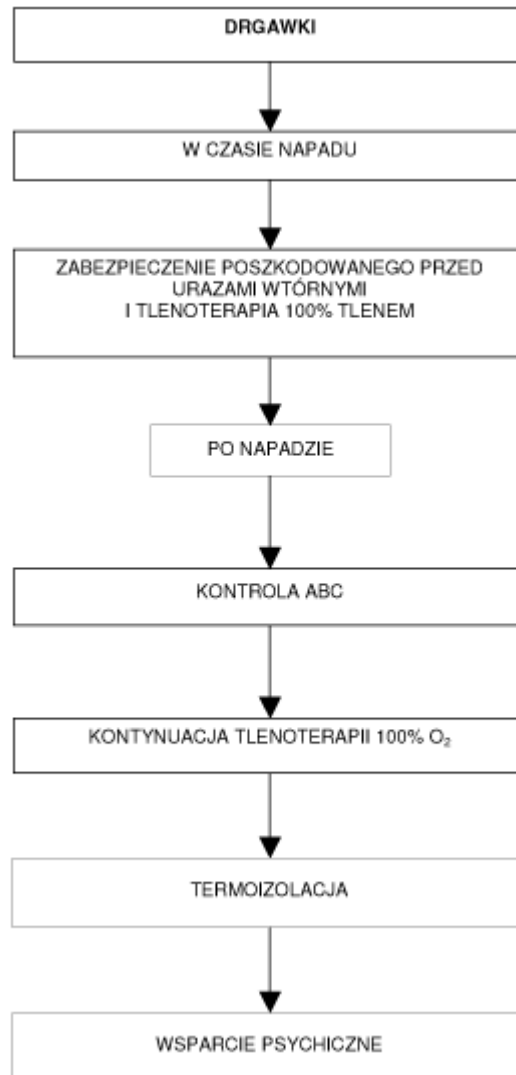 DRGAWKI
W CZASIE NAPADU
ZABEZPIECZENIE POSZKODOWANEGO PRZED
URAZAMI WTÓRNYMI
I TLENOTERAPIA 100% TLENEM
PO NAPADZIE
KONTROLA ABC
KONTYNUACJA TLENOTERAPII 100% O₂
TERMOIZOLACJA
WSPARCIE PSYCHICZNE